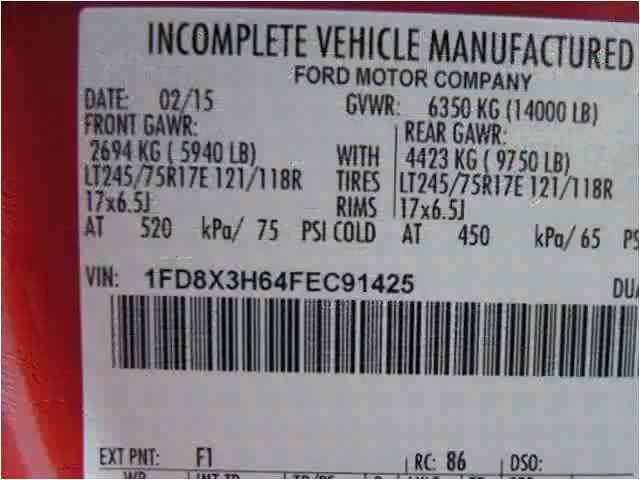 INCOMPLETE VEHICLE MANUFACTURED
FORD MOTOR COMPANY
DATE: 02/15 GVWR: 6350 KG (14000 LB)
FRONT GAWR: REAR GAWR:
2694 KG ( 5940 LB) WITH 4423 KG ( 9750 LB)
LT245/75R17E 121/118R TIRES LT245/75R17E 121/118R
17x6.5J RIMS 17x6.5J
AT 520 kPa/ 75 PSI COLD AT 450 kPa/ 65
VIN: 1FD8X3H64FEC91425
EXT PNT: F1 RC: 86 DSO: